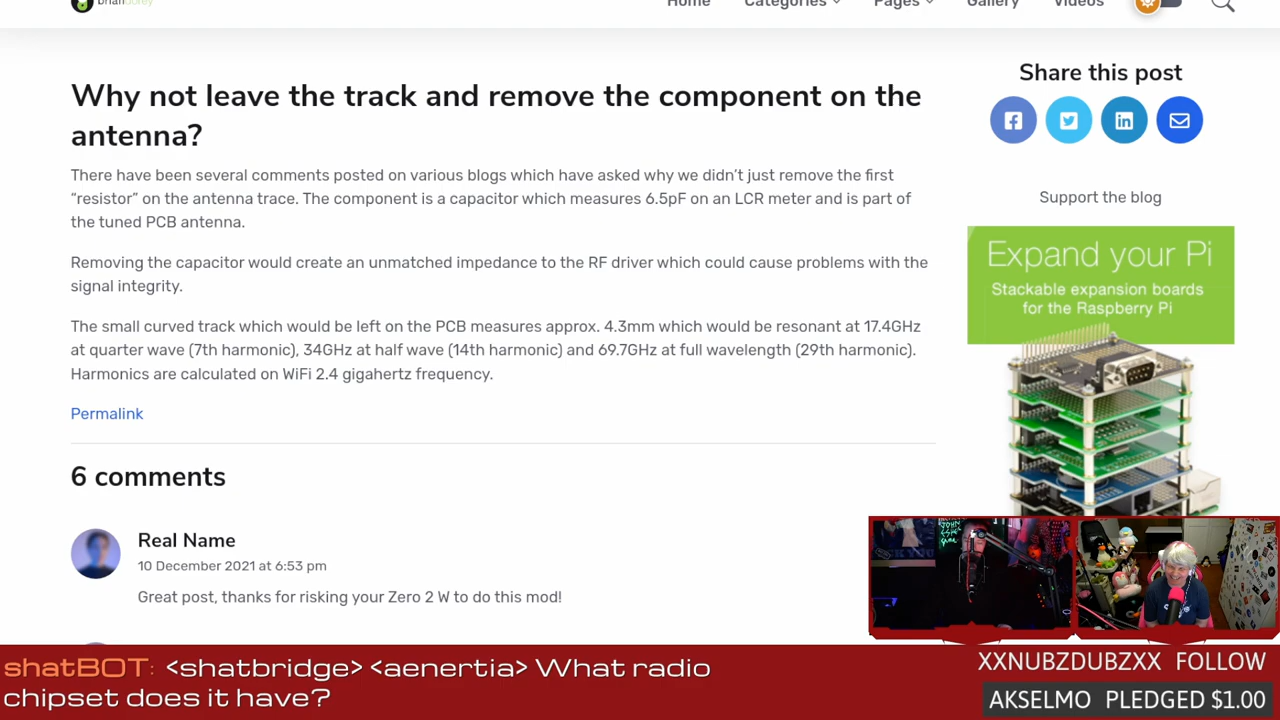 briandorey
Home Categories Pages Gallery Videos
Why not leave the track and remove the component on the
antenna?
There have been several comments posted on various blogs which have asked why we didn’t just remove the first
“resistor” on the antenna trace. The component is a capacitor which measures 6.5pF on an LCR meter and is part of
the tuned PCB antenna.
Removing the capacitor would create an unmatched impedance to the RF driver which could cause problems with the
signal integrity.
The small curved track which would be left on the PCB measures approx. 4.3mm which would be resonant at 17.4GHz
at quarter wave (7th harmonic), 34GHz at half wave (14th harmonic) and 69.7GHz at full wavelength (29th harmonic).
Harmonics are calculated on WiFi 2.4 gigahertz frequency.
Permalink
6 comments
Real Name
10 December 2021 at 6:53 pm
Great post, thanks for risking your Zero 2 W to do this mod!
Share this post
Support the blog
Expand your Pi
Stackable expansion boards
for the Raspberry Pi
shatBOT: <shatbridge> <aenertia> What radio
chipset does it have?
XXNUBZDUBZXX FOLLOW
AKSELMO PLEDGED $1.00